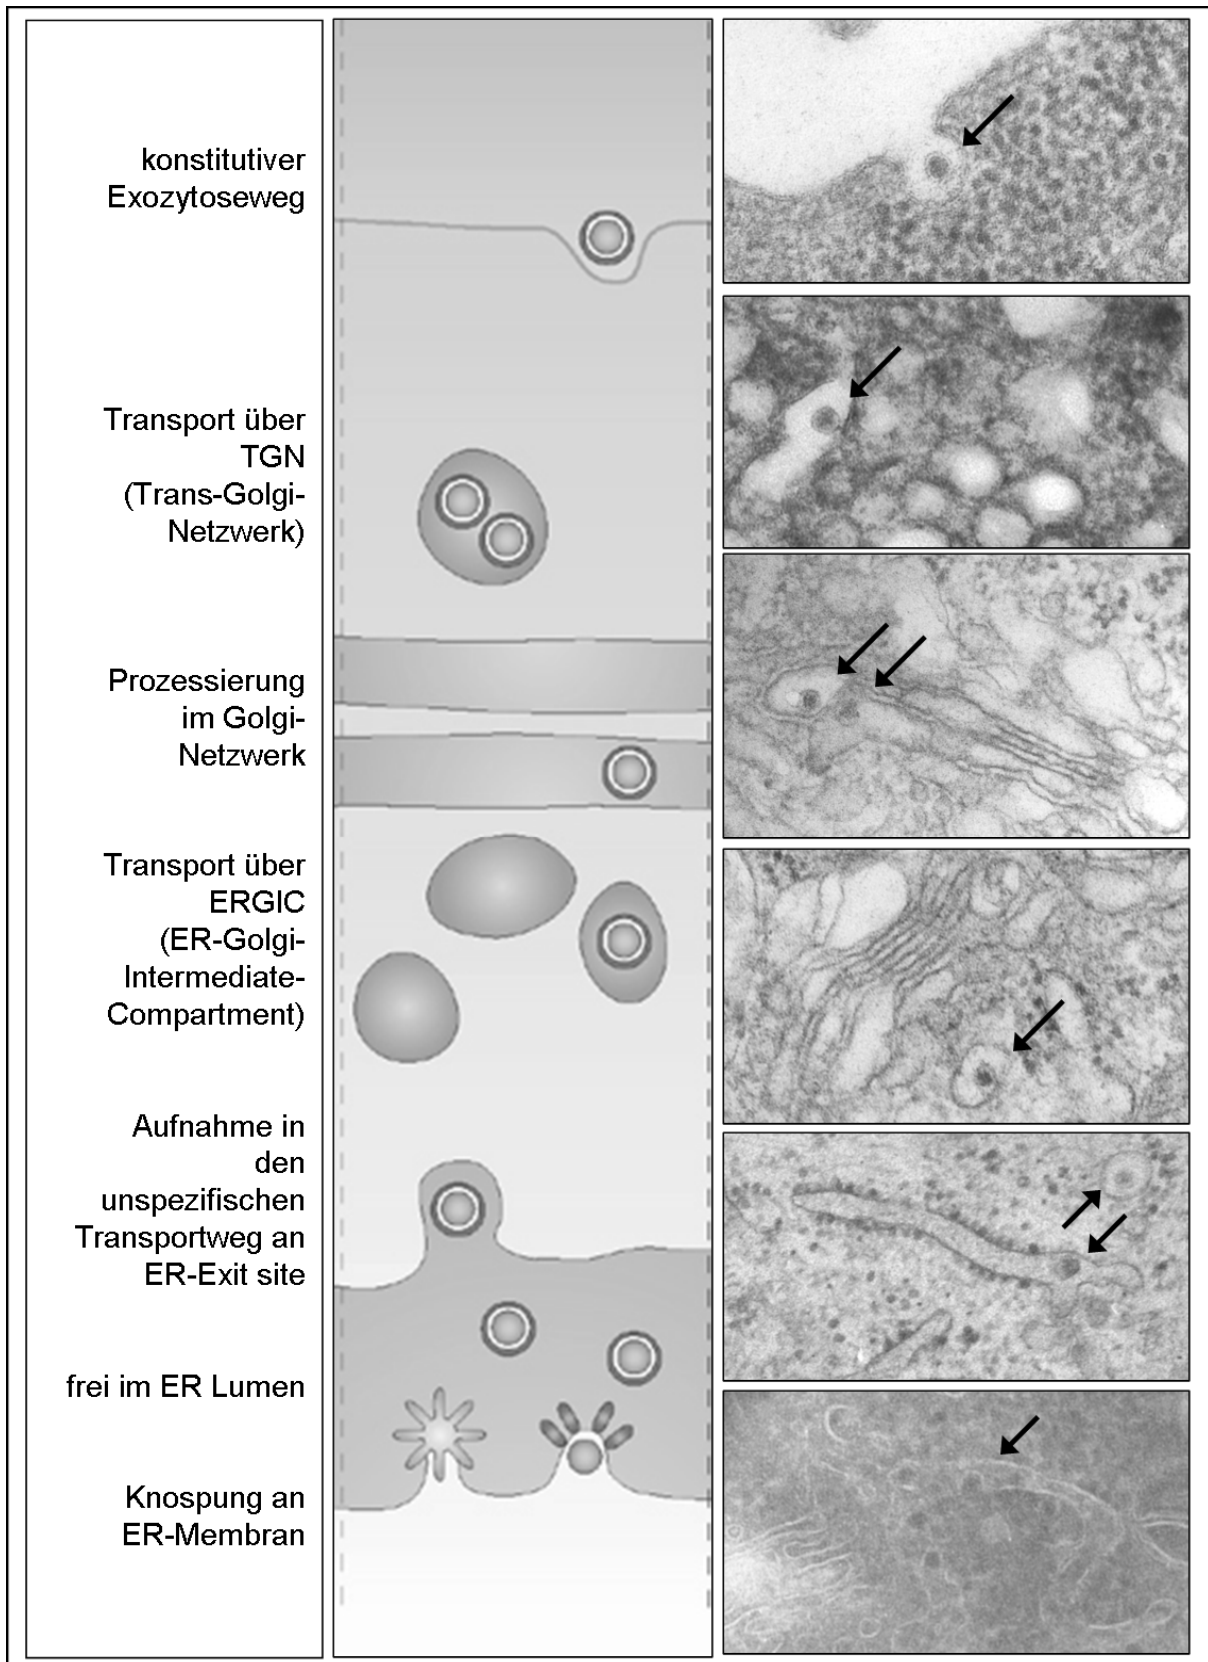 konstitutiver
Exozytoseweg
Transport über
TGN
(Trans-Golgi-
Netzwerk)
Prozessierung
im Golgi-
Netzwerk
Transport über
ERGIC
(ER-Golgi-
Intermediate-
Compartment)
Aufnahme in
den
unspezifischen
Transportweg an
ER-Exit site
frei im ER Lumen
Knospung an
ER-Membran